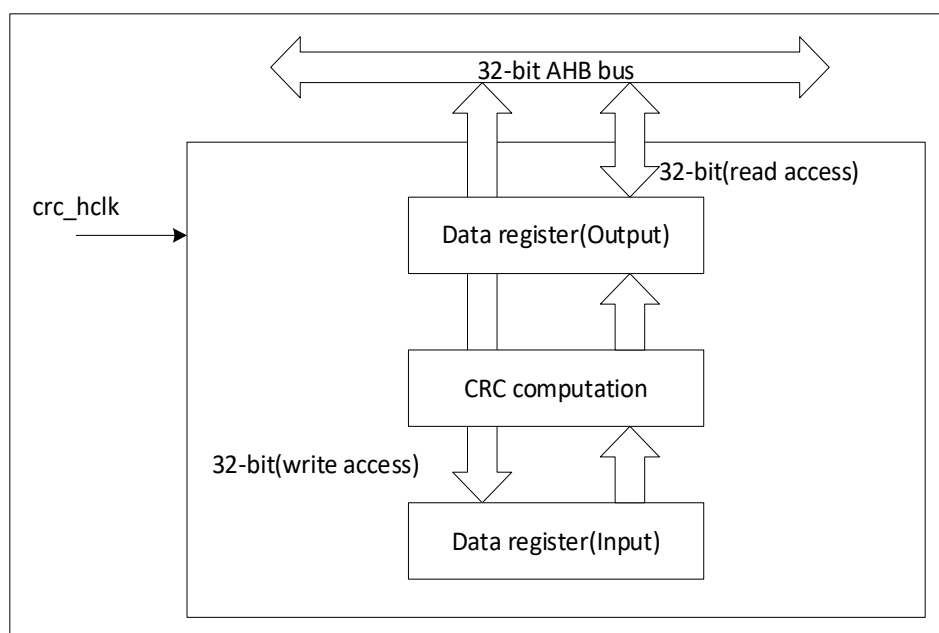 32-bit AHB bus
32-bit(read access)
crc_hclk
Data register(Output)
CRC computation
32-bit(write access)
Data register(Input)